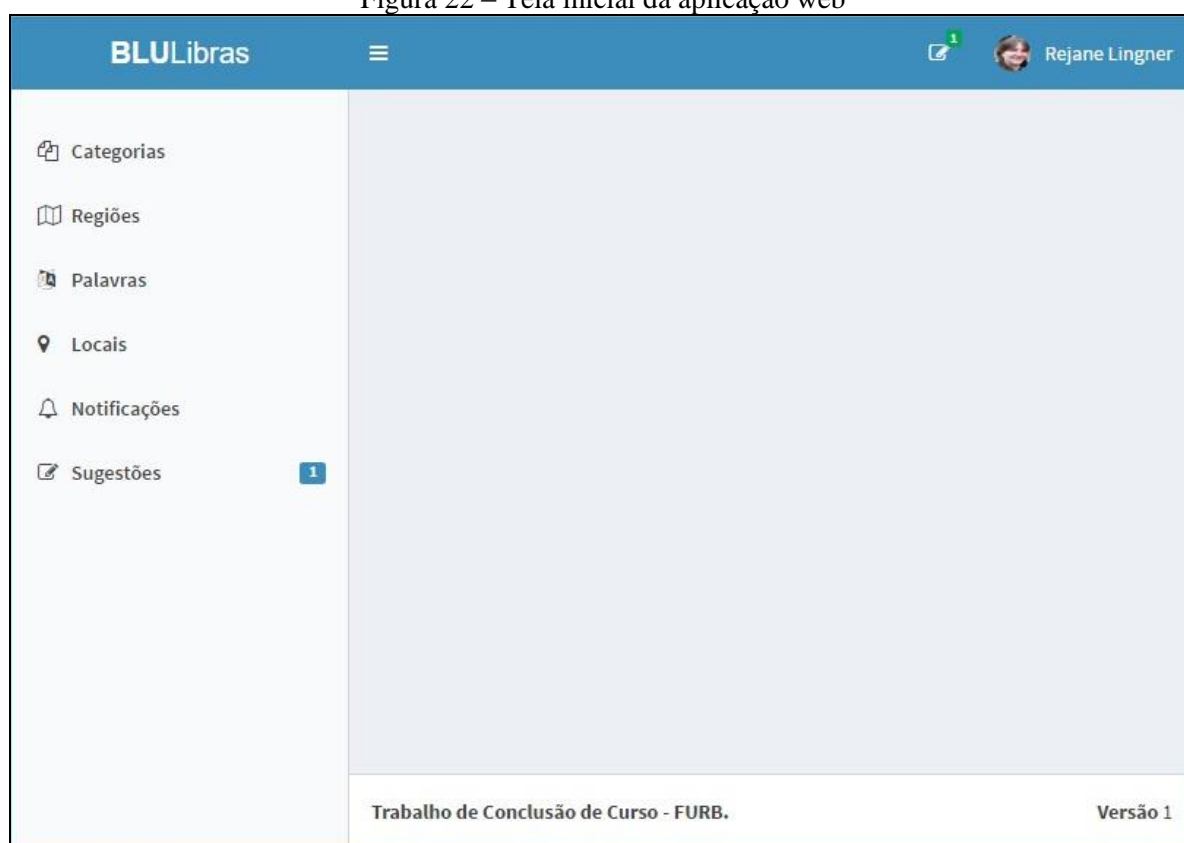 Figura 22 – Tela inicial da aplicação web
BLULibras
1
Rejane Lingner
Categorias
Regiões
Palavras
Locais
Notificações
Sugestões 1
Trabalho de Conclusão de Curso - FURB. Versão 1